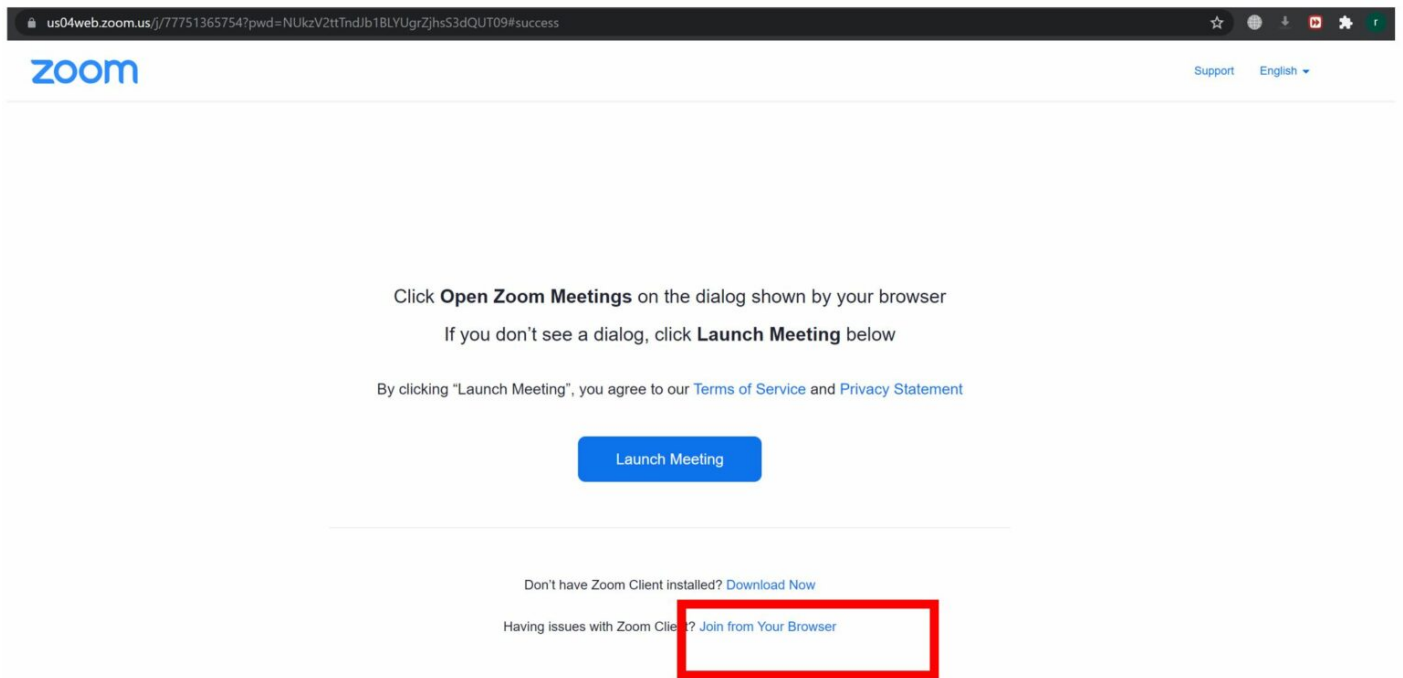 us04web.zoom.us/j/77751365754?pwd=NUkzV2ttTndJb1BLYUgrZjhsS3dQUT09#success
r
zoom
Support English
Click Open Zoom Meetings on the dialog shown by your browser
If you don’t see a dialog, click Launch Meeting below
By clicking “Launch Meeting”, you agree to our Terms of Service and Privacy Statement
Launch Meeting
Don’t have Zoom Client installed? Download Now
Having issues with Zoom Client? Join from Your Browser